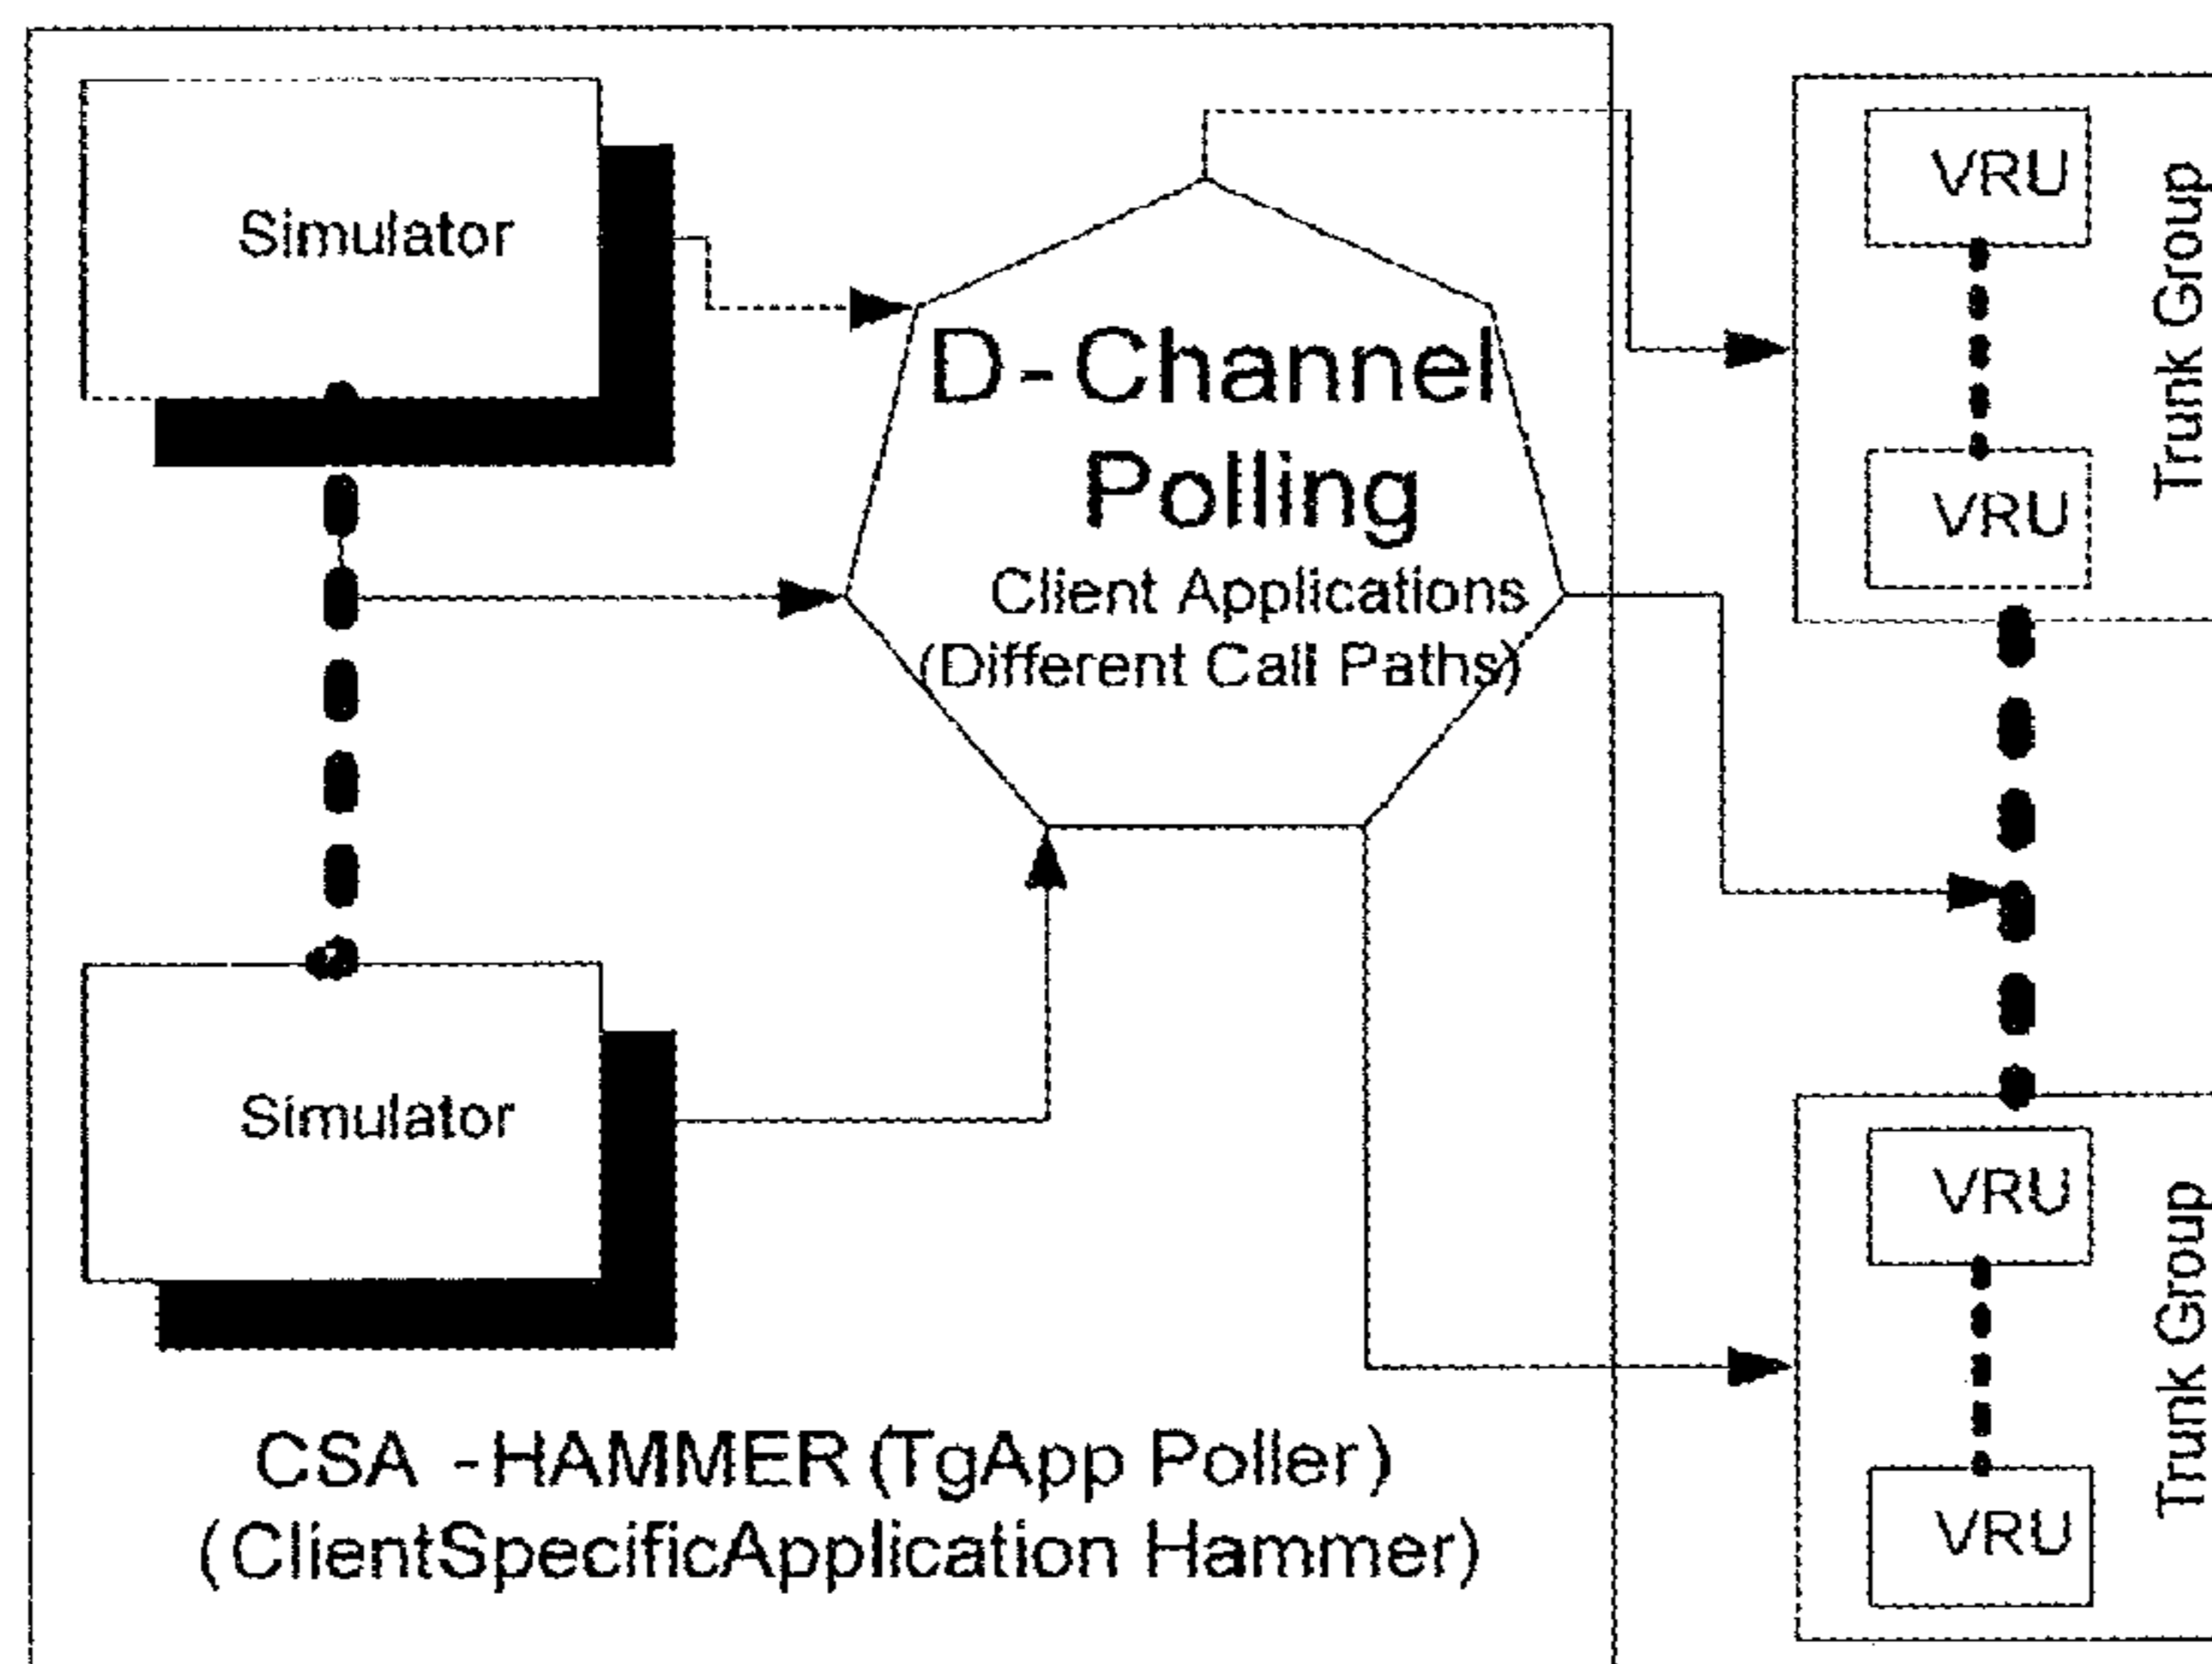 Simulator
D-Channel
Polling
Client Applications
(Different Call Paths)
Simulator
CSA -HAMMER (TgApp Poller)
(ClientSpecificApplication Hammer)
VRU
VRU
Trunk Group
VRU
VRU
Trunk Group